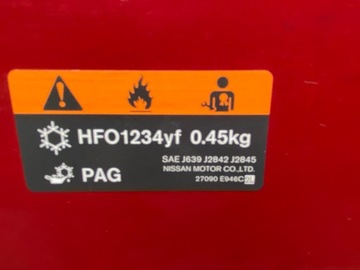 HFO1234yf 0.45kg
SAE J639 J2842 J2845
NISSAN MOTOR CO.,LTD.
PAG
27090 E946C